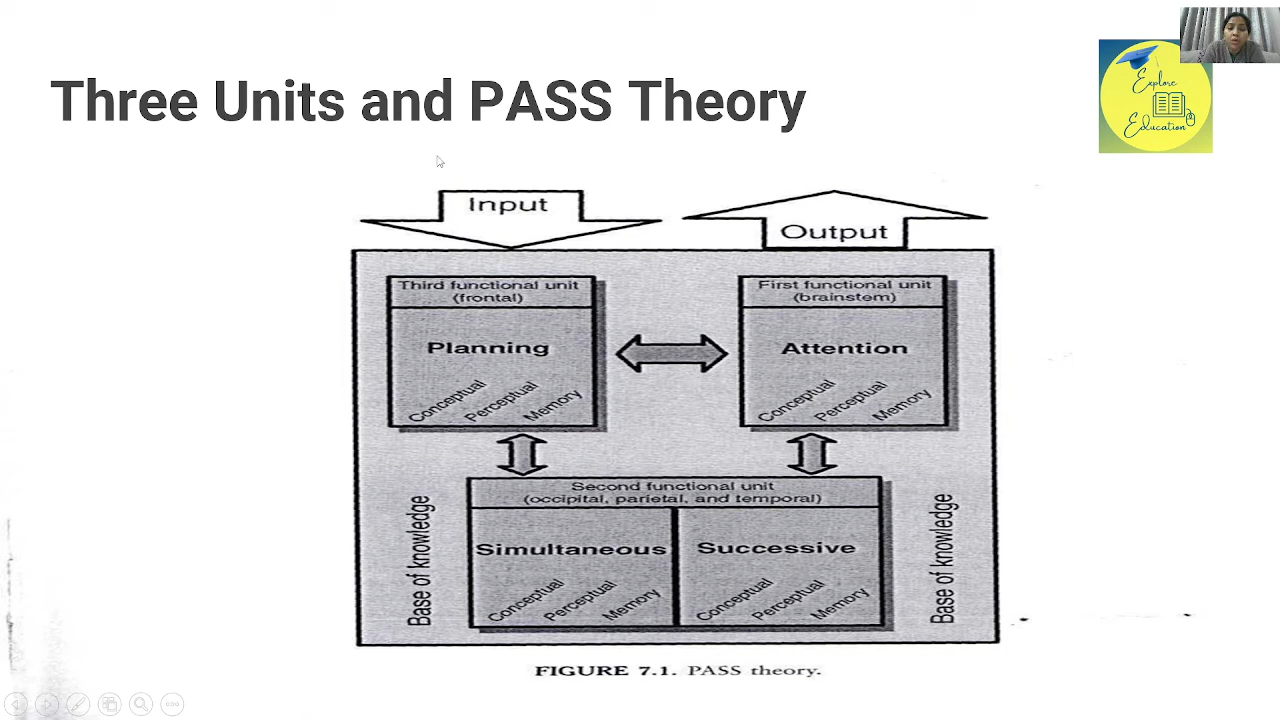 Three Units and PASS Theory
Explore
Education
Input
Output
Third functional unit
(frontal)
Planning
Conceptual
Perceptual
Memory
First functional unit
(brainstem)
Attention
Conceptual
Perceptual
Memory
Second functional unit
(occipital, parietal, and temporal)
Base of knowledge
Simultaneous
Conceptual
Perceptual
Memory
Successive
Conceptual
Perceptual
Memory
Base of knowledge
FIGURE 7.1. PASS theory.